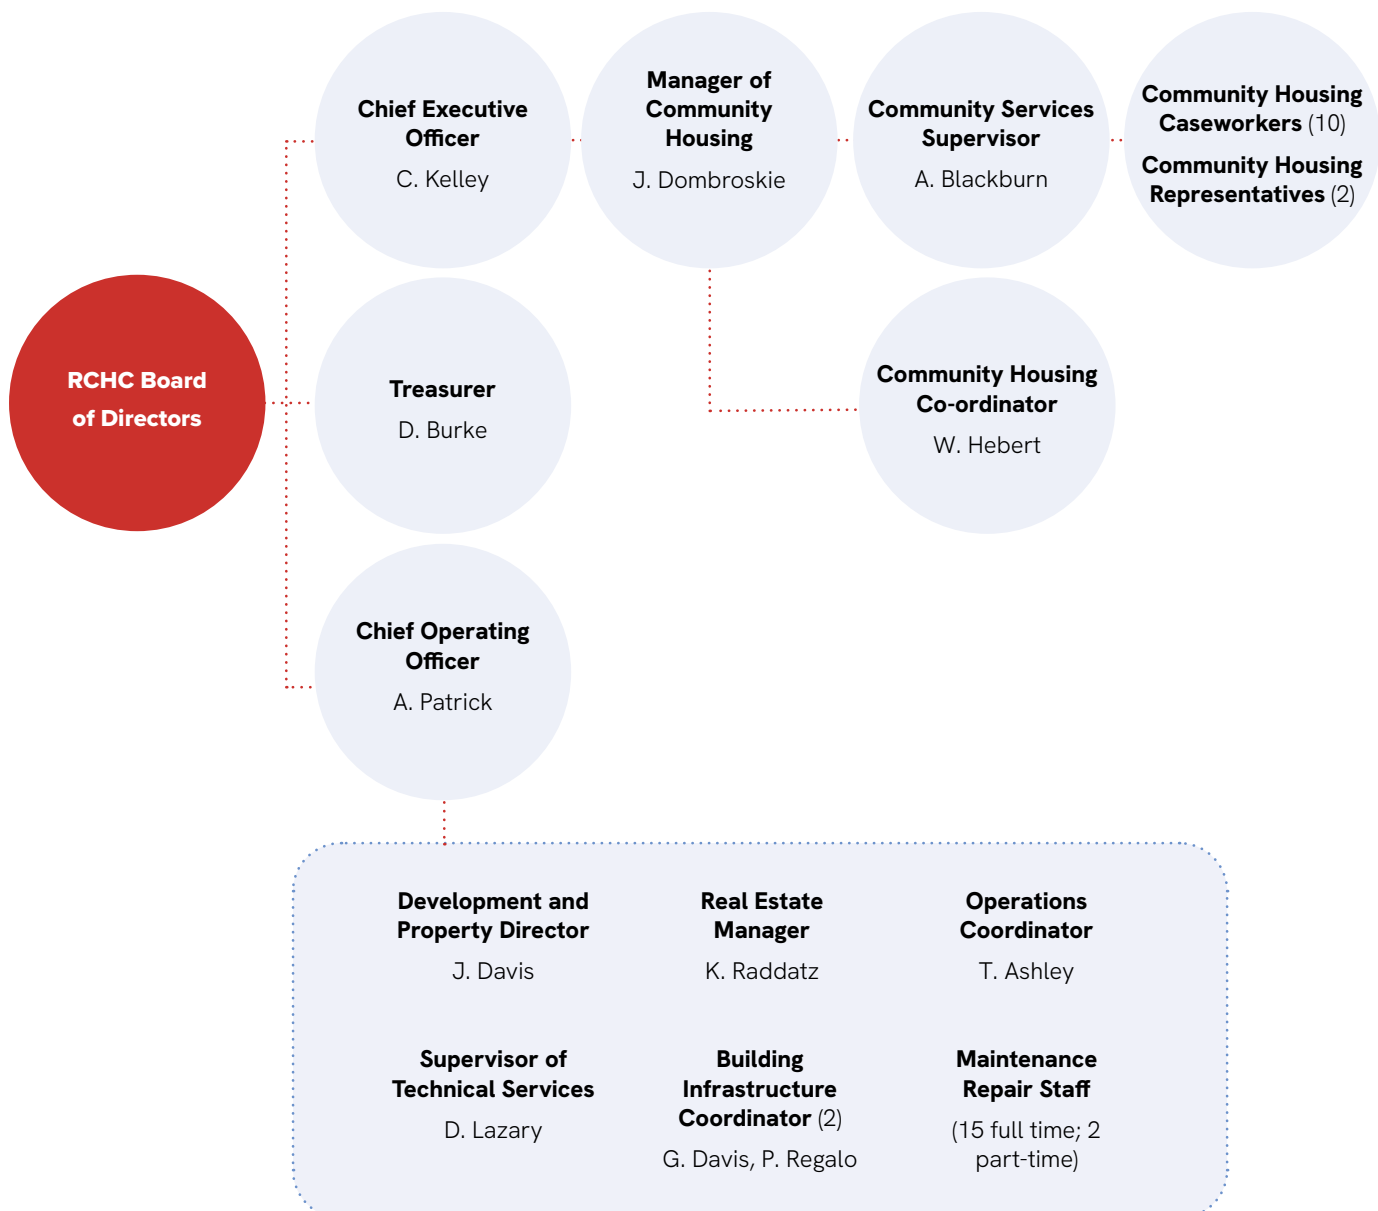 Chief Executive
Officer
C. Kelley
Manager of
Community
Housing
J. Dombroskie
Community Services
Supervisor
A. Blackburn
Community Housing
Caseworkers (10)
Community Housing
Representatives (2)
RCHC Board
of Directors
Treasurer
D. Burke
Community Housing
Co-ordinator
W. Hebert
Chief Operating
Officer
A. Patrick
Development and
Property Director
J. Davis
Real Estate
Manager
K. Raddatz
Operations
Coordinator
T. Ashley
Supervisor of
Technical Services
D. Lazary
Building
Infrastructure
Coordinator (2)
G. Davis, P. Regalo
Maintenance
Repair Staff
(15 full time; 2
part-time)